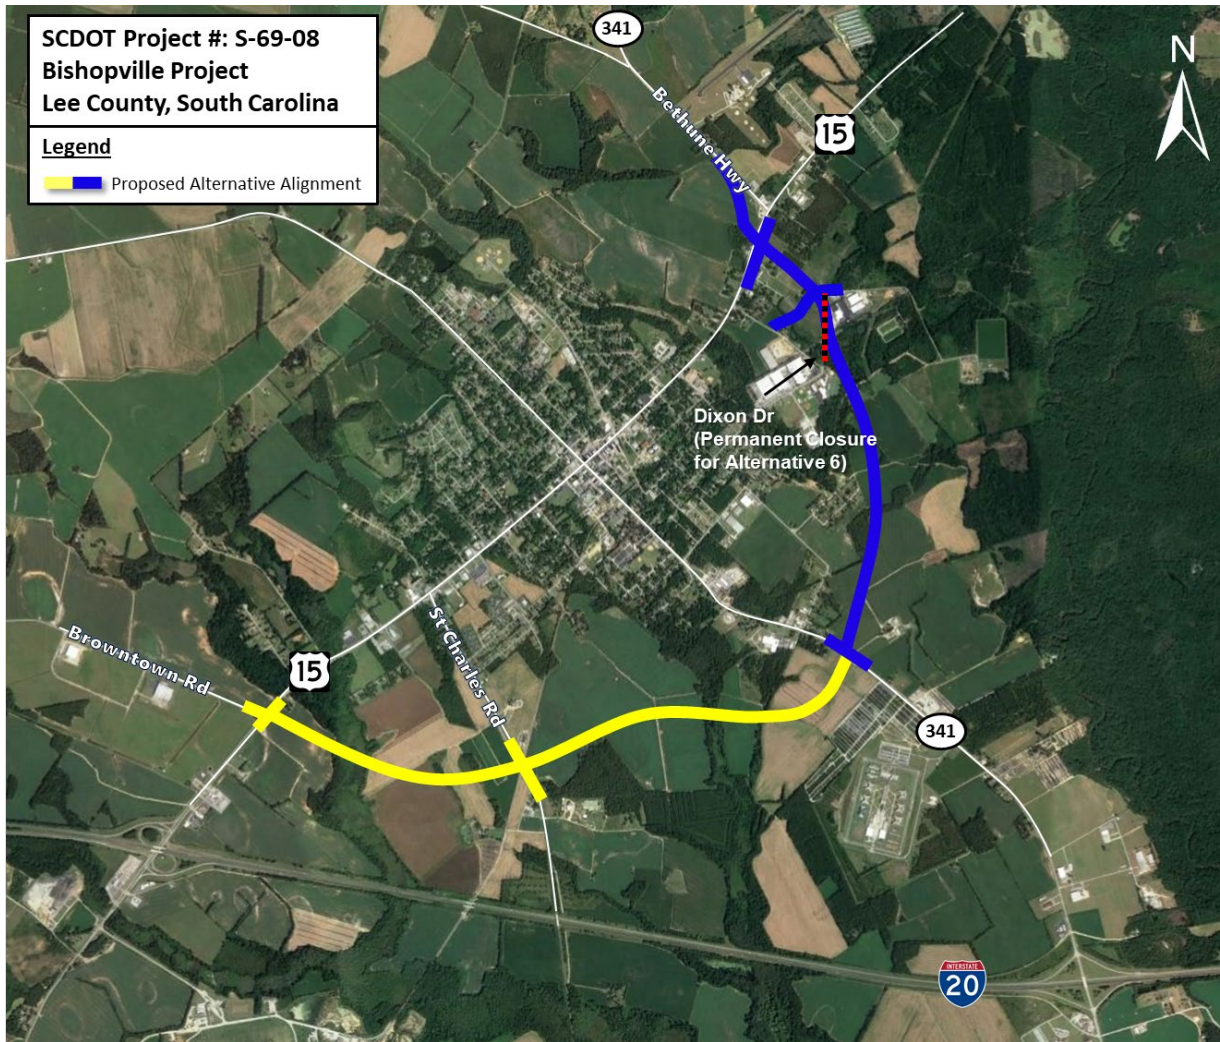 SCDOT Project #: S-69-08
Bishopville Project
Lee County, South Carolina
Legend
Proposed Alternative Alignment
341
N
Bethune Hwy
15
Dixon Dr
(Permanent Closure
for Alternative 6)
St Charles Rd
Browntown Rd
15
341
INTERSTATE
20